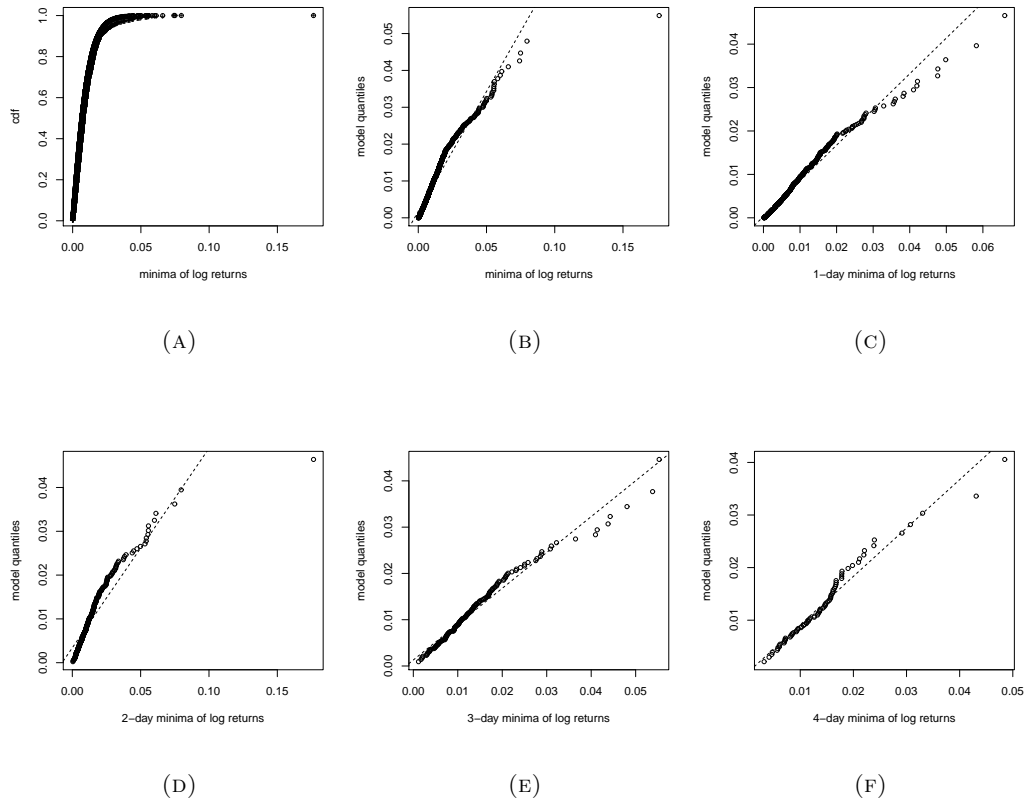 cdf
0.0 0.2 0.4 0.6 0.8 1.0
0.00 0.05 0.10 0.15
minima of log returns
(A)
model quantiles
0.00 0.01 0.02 0.03 0.04 0.05
0.00 0.05 0.10 0.15
minima of log returns
(B)
model quantiles
0.00 0.01 0.02 0.03 0.04
0.00 0.01 0.02 0.03 0.04 0.05 0.06
1−day minima of log returns
(C)
model quantiles
0.00 0.01 0.02 0.03 0.04
0.00 0.05 0.10 0.15
2−day minima of log returns
(D)
model quantiles
0.00 0.01 0.02 0.03 0.04
0.00 0.01 0.02 0.03 0.04 0.05
3−day minima of log returns
(E)
model quantiles
0.01 0.02 0.03 0.04
0.01 0.02 0.03 0.04 0.05
4−day minima of log returns
(F)